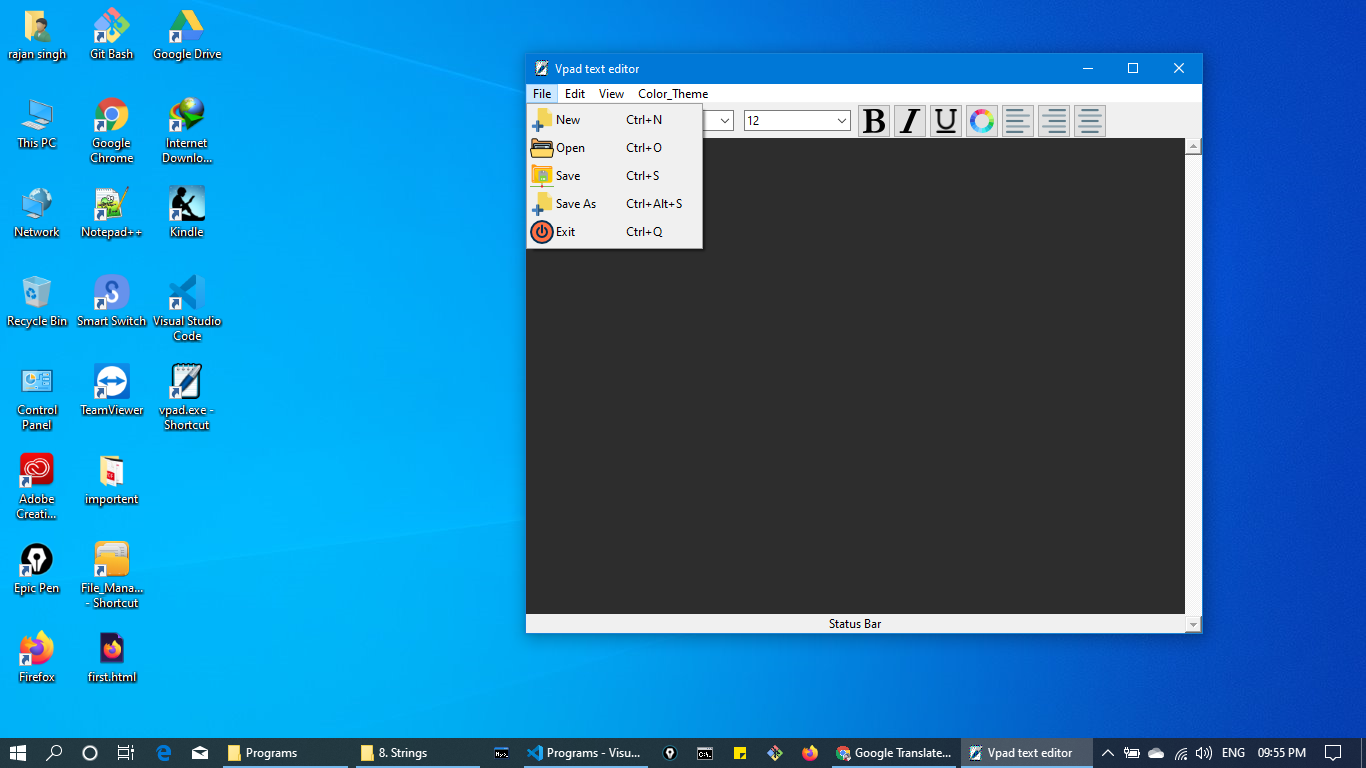 rajan singh
Git Bash
Google Drive
This PC
Google
Chrome
Internet
Downlo...
Network
Notepad++
Kindle
Recycle Bin
Smart Switch
Visual Studio
Code
Control
Panel
TeamViewer
vpad.exe -
Shortcut
Adobe
Creati...
importent
Epic Pen
File_Mana...
- Shortcut
Firefox
first.html
Vpad text editor
File Edit View Color_Theme
12 B I U
New Ctrl+N
Open Ctrl+O
Save Ctrl+S
Save As Ctrl+Alt+S
Exit Ctrl+Q
Status Bar
Programs 8. Strings Programs - Visu... Google Translate... Vpad text editor ENG 09:55 PM